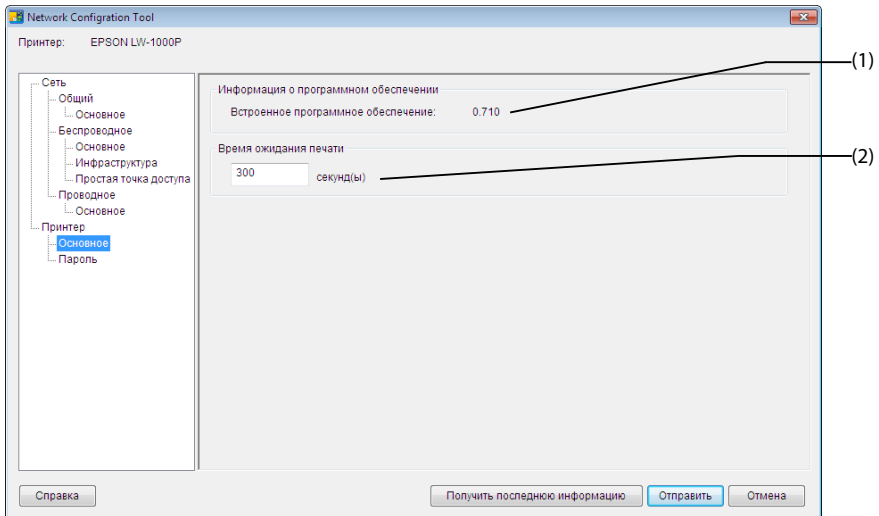 Network Configration Tool
Принтер: EPSON LW-1000P
(1)
Сеть
Общий
Основное
Беспроводное
Основное
Инфраструктура
Простая точка доступа
Проводное
Основное
Принтер
Основное
Пароль
Информация о программном обеспечении
Встроенное программное обеспечение: 0.710
Время ожидания печати
(2)
300 секунд(ы)
Справка
Получить последнюю информацию
Отправить
Отмена